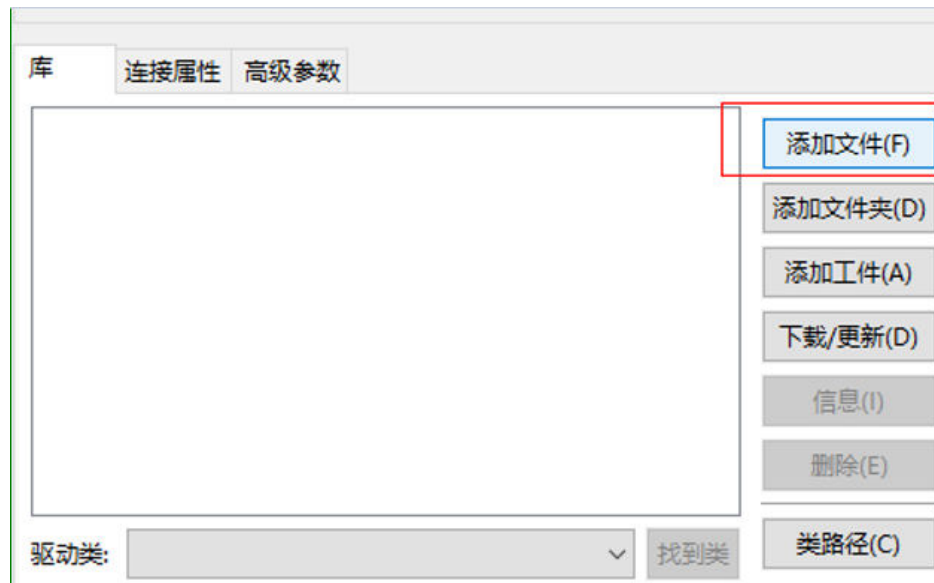 库 连接属性 高级参数
添加文件(F)
添加文件夹(D)
添加工件(A)
下载/更新(D)
信息(I)
删除(E)
驱动类: 找到类 类路径(C)